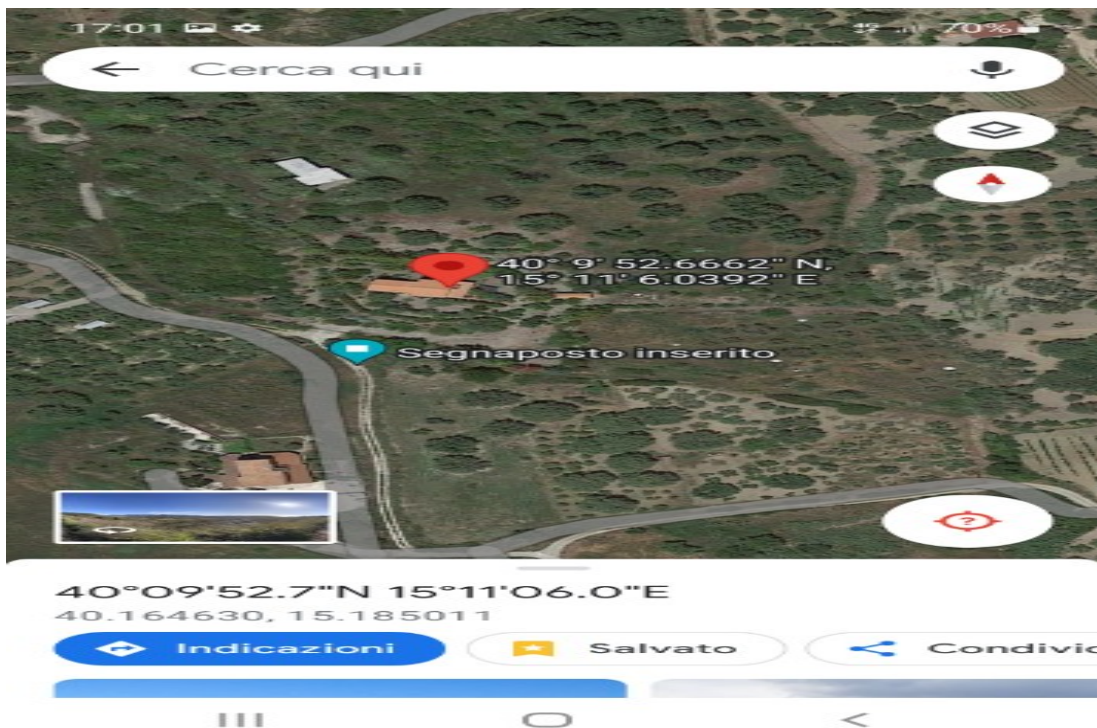 17:01
70%
Cerca qui
40° 9' 52.6662" N,
15° 11' 6.0392" E
Segnaposto inserito
40°09'52.7"N 15°11'06.0"E
40.164630, 15.185011
Indicazioni
Salvato
Condivid